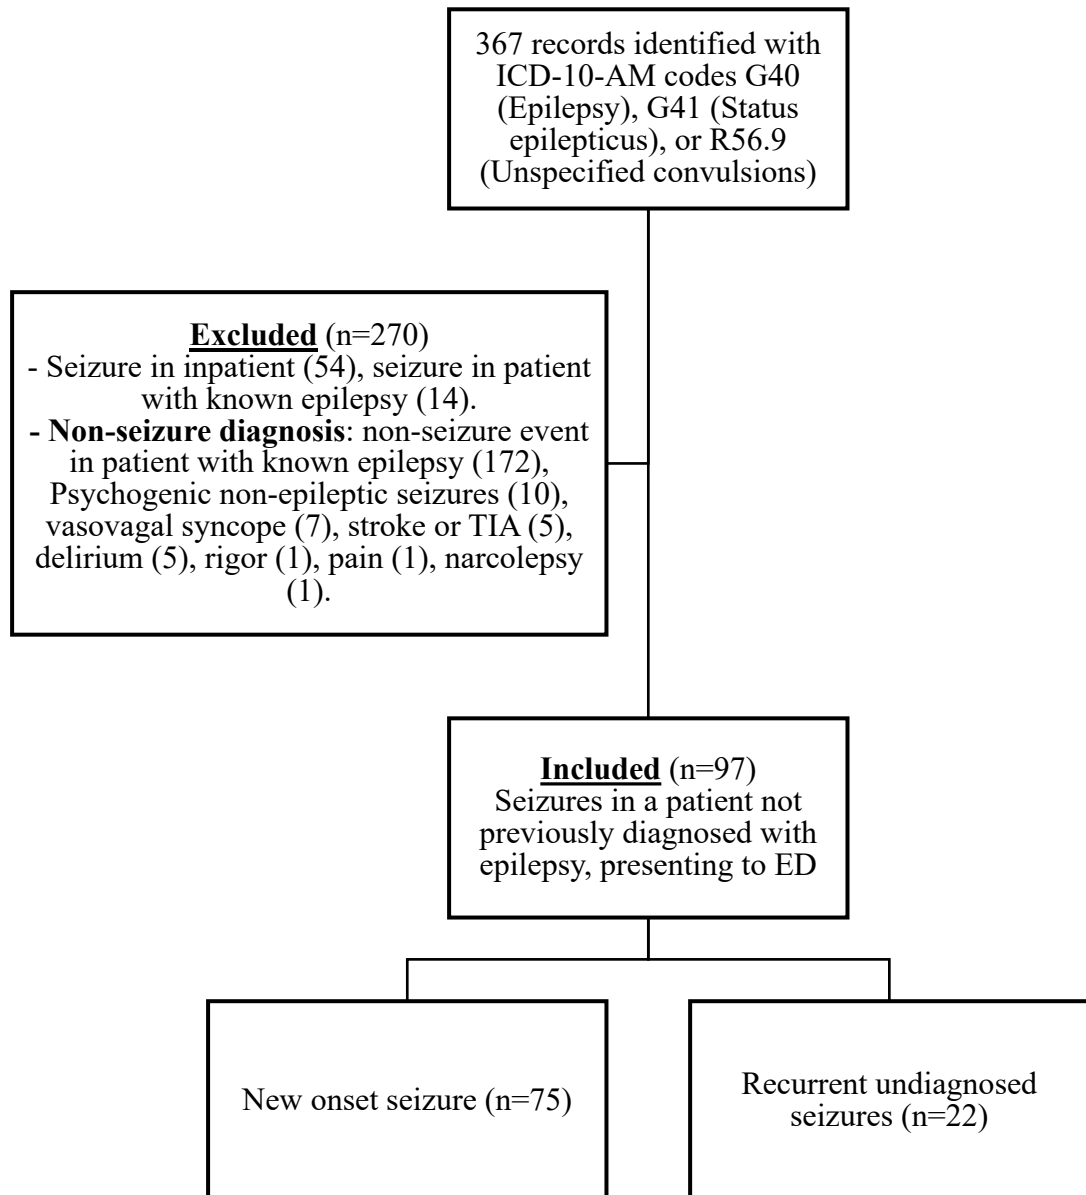 367 records identified with
ICD-10-AM codes G40
(Epilepsy), G41 (Status
epilepticus), or R56.9
(Unspecified convulsions)
Excluded (n=270)
- Seizure in inpatient (54), seizure in patient
with known epilepsy (14).
- Non-seizure diagnosis: non-seizure event
in patient with known epilepsy (172),
Psychogenic non-epileptic seizures (10),
vasovagal syncope (7), stroke or TIA (5),
delirium (5), rigor (1), pain (1), narcolepsy
(1).
Included (n=97)
Seizures in a patient not
previously diagnosed with
epilepsy, presenting to ED
New onset seizure (n=75)
Recurrent undiagnosed
seizures (n=22)